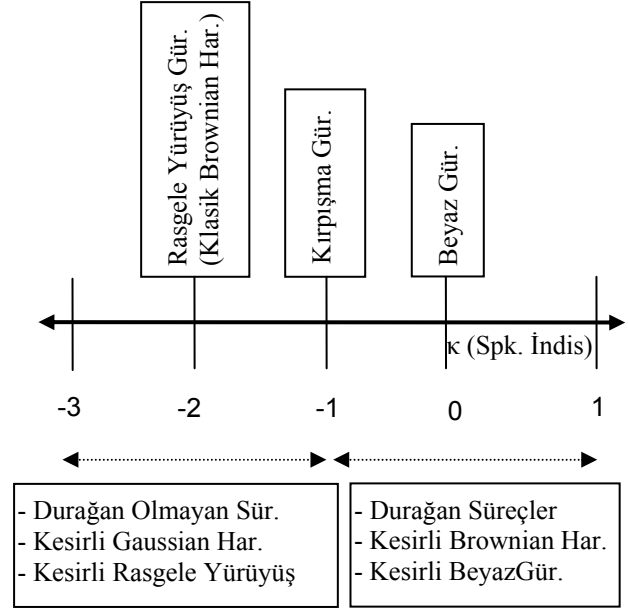 Rasgele Yürüyüş Gür.
(Klasik Brownian Har.)
Kırpışma Gür.
Beyaz Gür.
κ (Spk. İndis)
-3
-2
-1
0
1
- Durağan Olmayan Sür.
- Kesirli Gaussian Har.
- Kesirli Rasgele Yürüyüş
- Durağan Süreçler
- Kesirli Brownian Har.
- Kesirli BeyazGür.